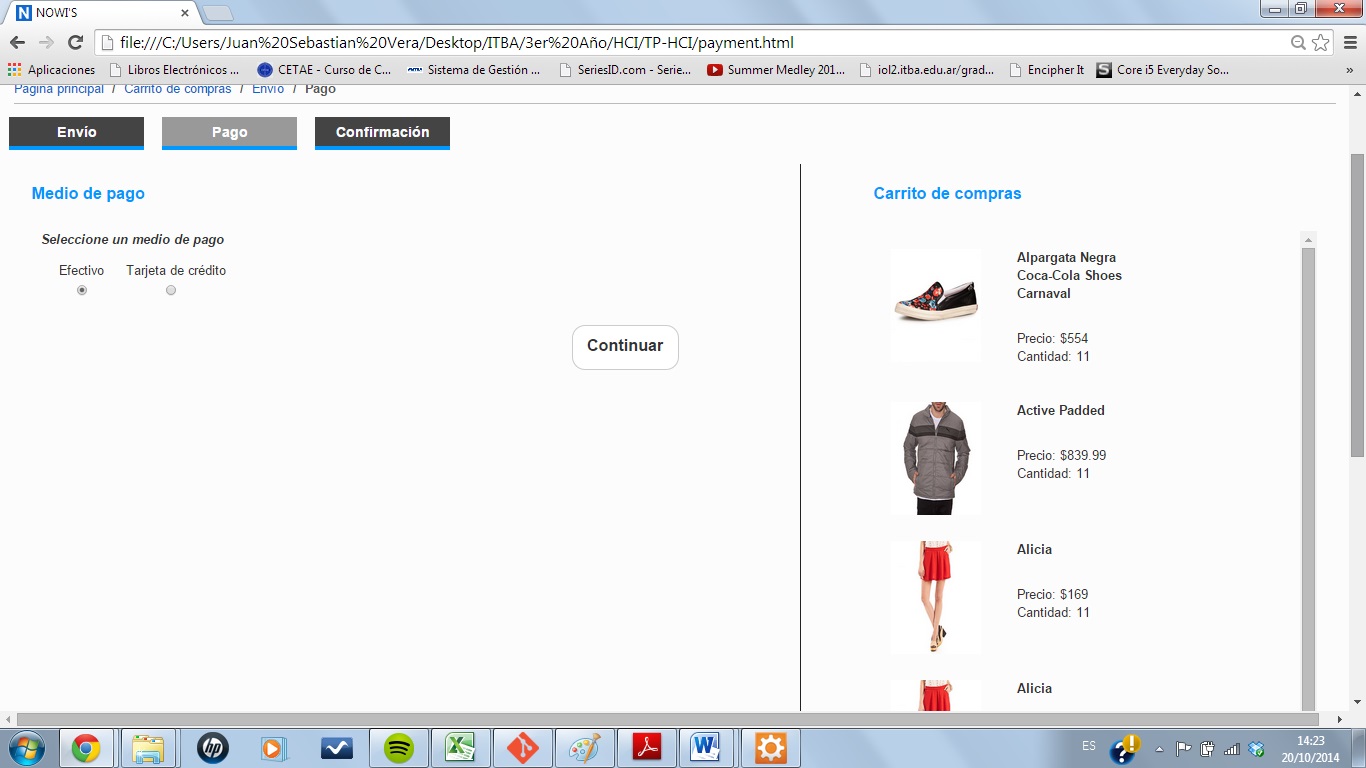 NOWI'S
file:///C:/Users/Juan%20Sebastian%20Vera/Desktop/ITBA/3er%20Año/HCI/TP-HCI/payment.html
Aplicaciones Libros Electrónicos ... CETAE - Curso de C... Sistema de Gestión ... SeriesID.com - Serie... Summer Medley 201... iol2.itba.edu.ar/grad... Encipher It Core i5 Everyday So... »
Pagina principal / Carrito de compras / Envío / Pago
Envío Pago Confirmación
Medio de pago
Seleccione un medio de pago
Efectivo Tarjeta de crédito
Continuar
Carrito de compras
Alpargata Negra
Coca-Cola Shoes
Carnaval
Precio: $554
Cantidad: 11
Active Padded
Precio: $839.99
Cantidad: 11
Alicia
Precio: $169
Cantidad: 11
Alicia
ES
14:23
20/10/2014